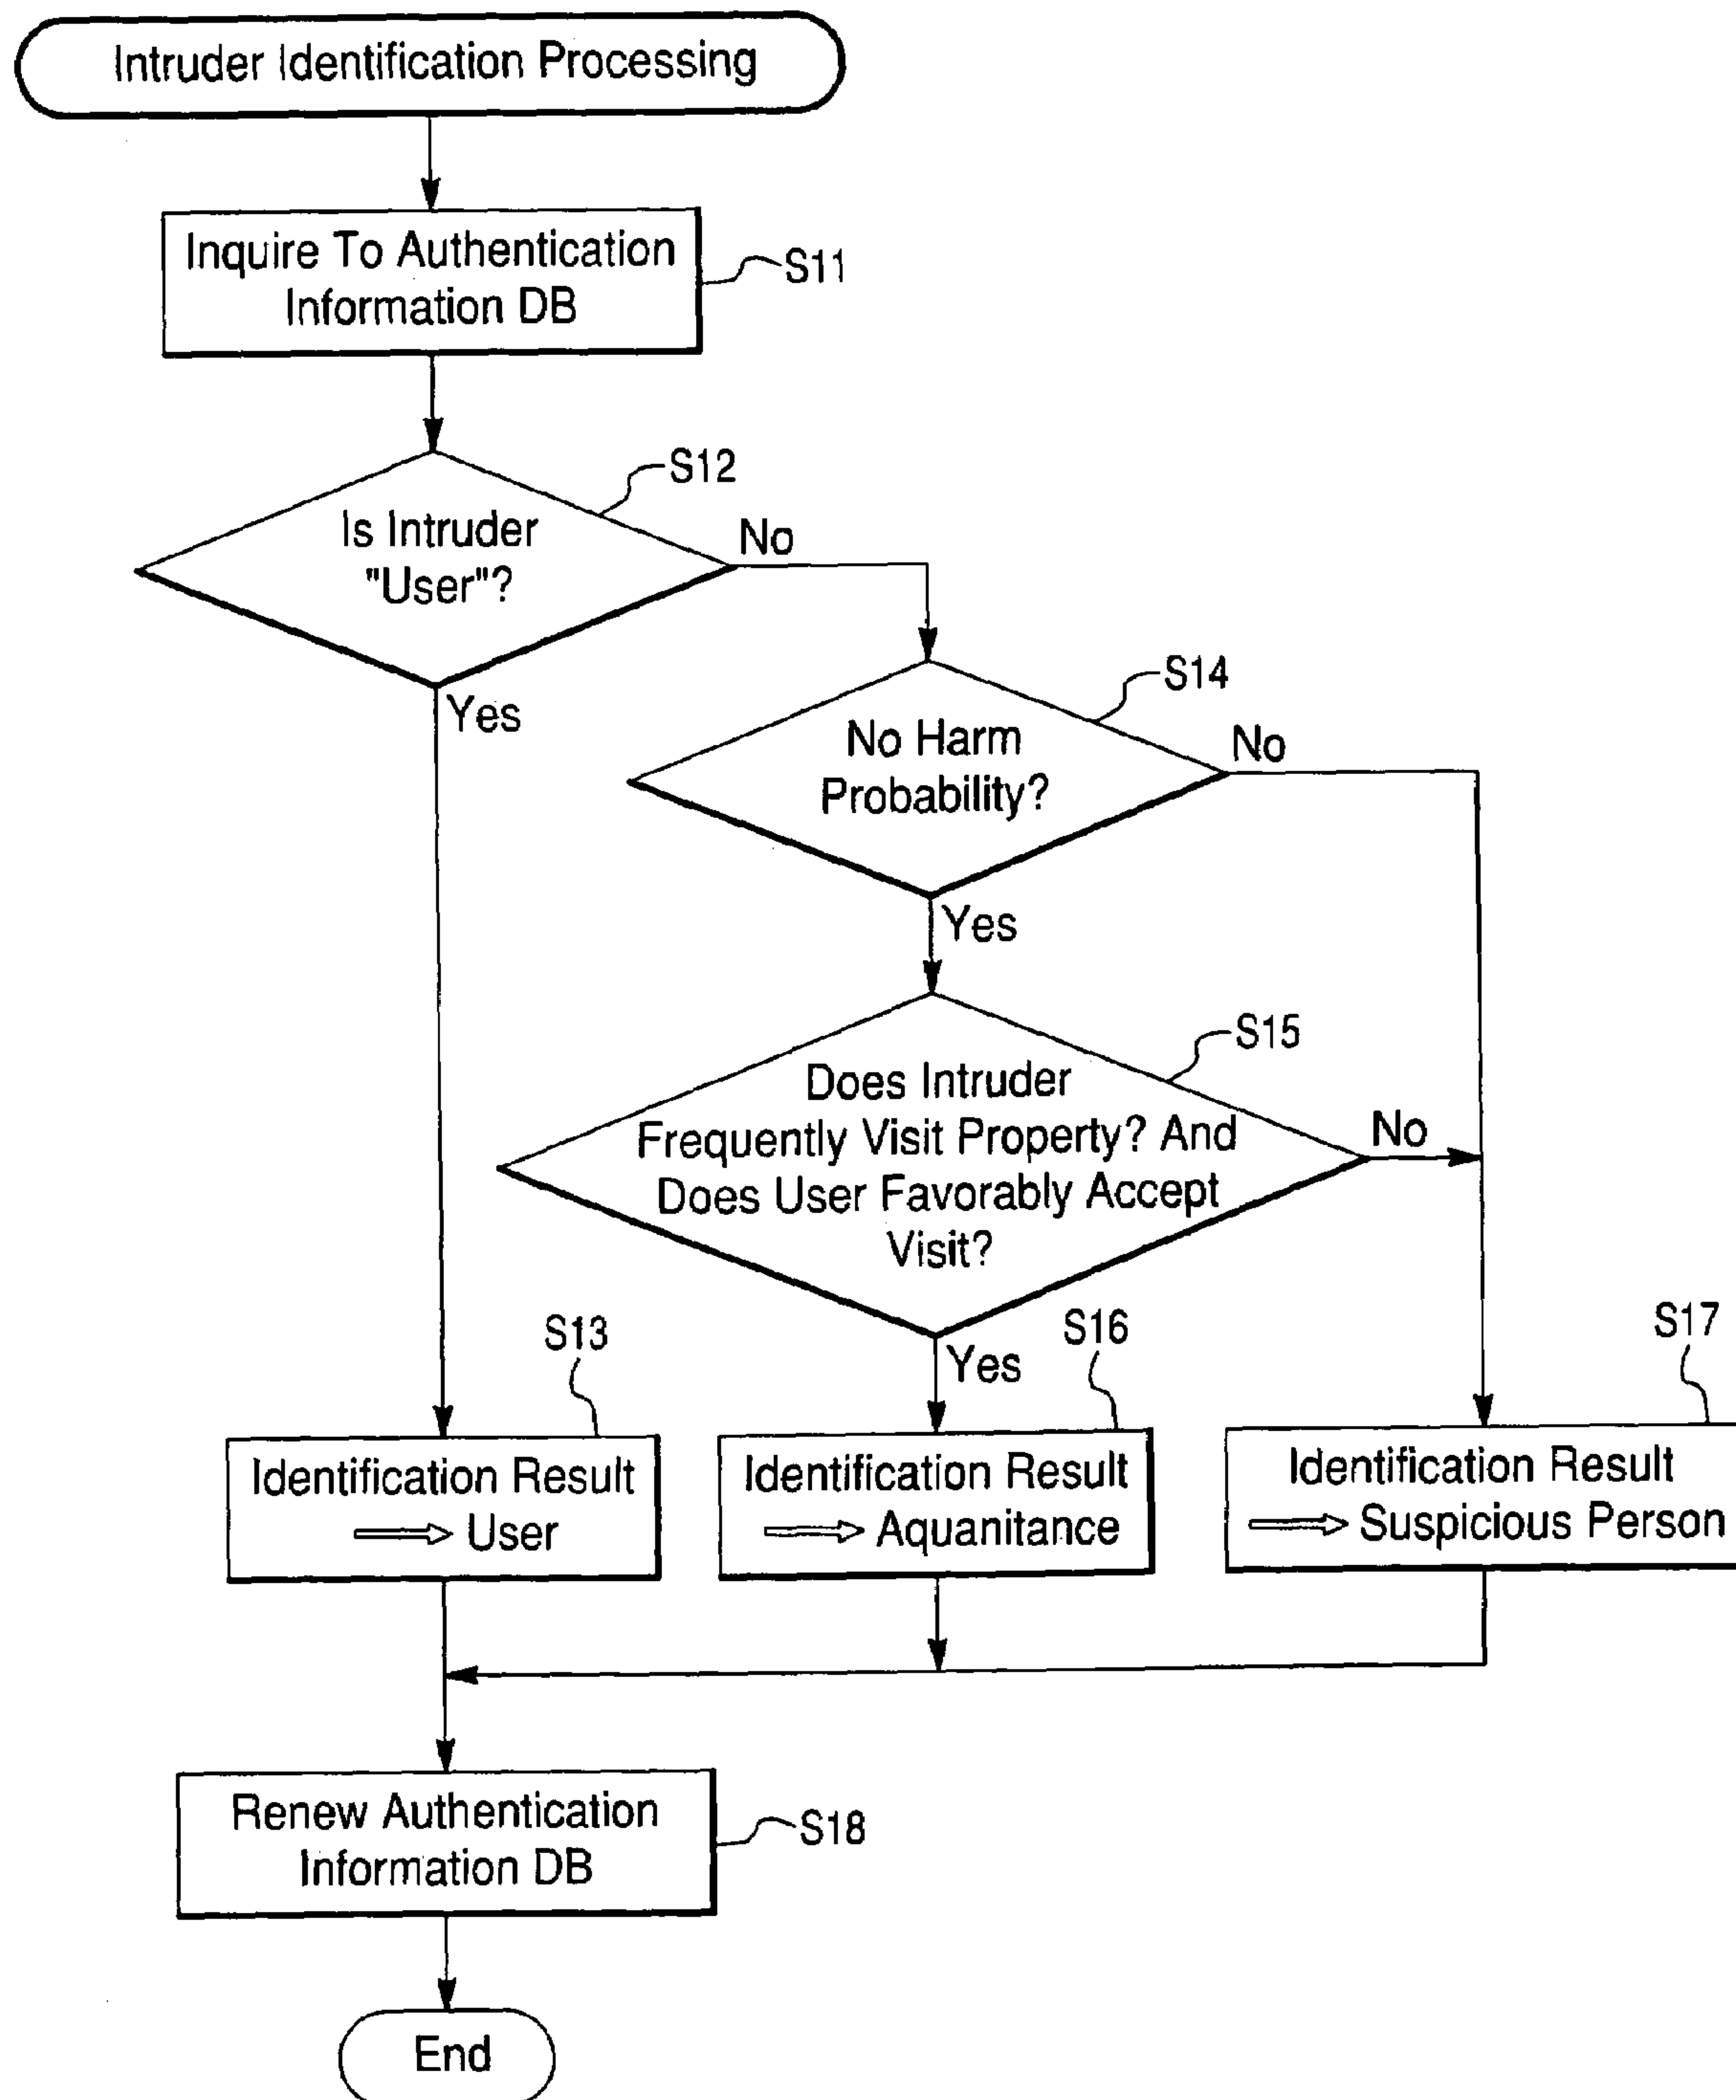 Intruder Identification Processing
Inquire To Authentication
Information DB
S11
S12
Is Intruder
"User"?
No
Yes
S14
No Harm
Probability?
No
Yes
S15
Does Intruder
Frequently Visit Property? And
Does User Favorably Accept
Visit?
No
Yes
S13
Identification Result
User
S16
Identification Result
Aquanitance
S17
Identification Result
Suspicious Person
Renew Authentication
Information DB
S18
End